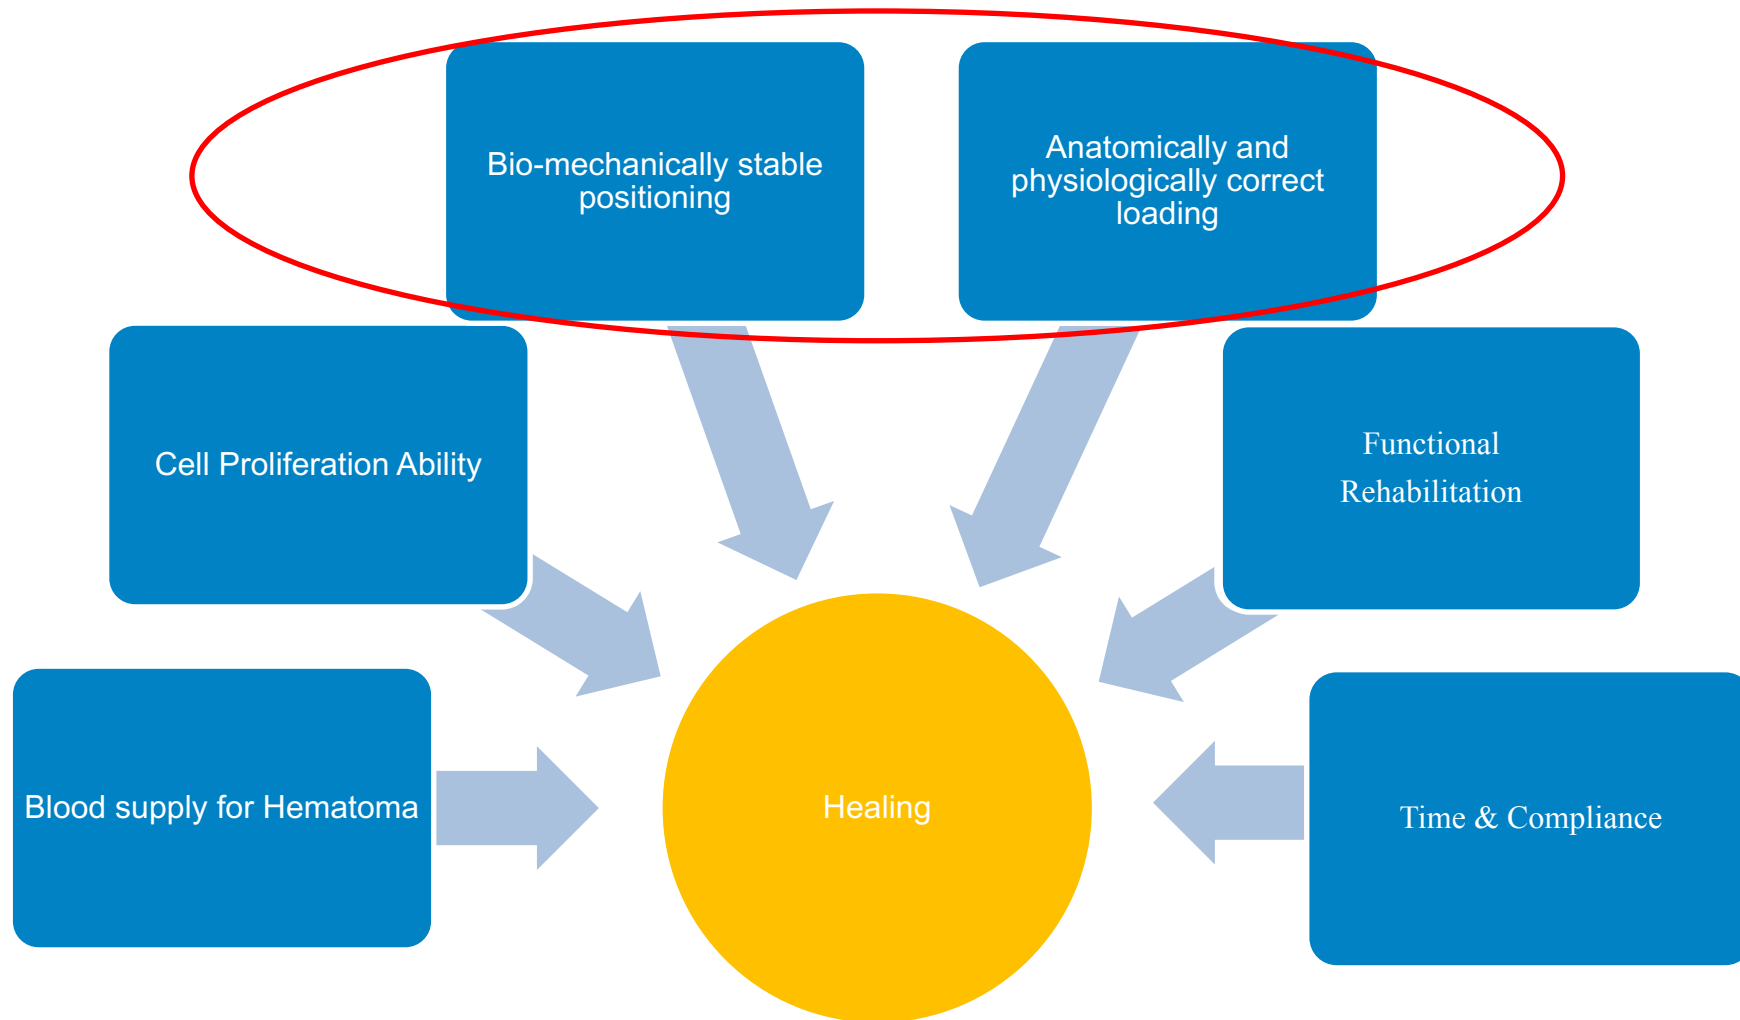 Bio-mechanically stable
positioning
Anatomically and
physiologically correct
loading
Cell Proliferation Ability
Functional
Rehabilitation
Blood supply for Hematoma
Healing
Time & Compliance